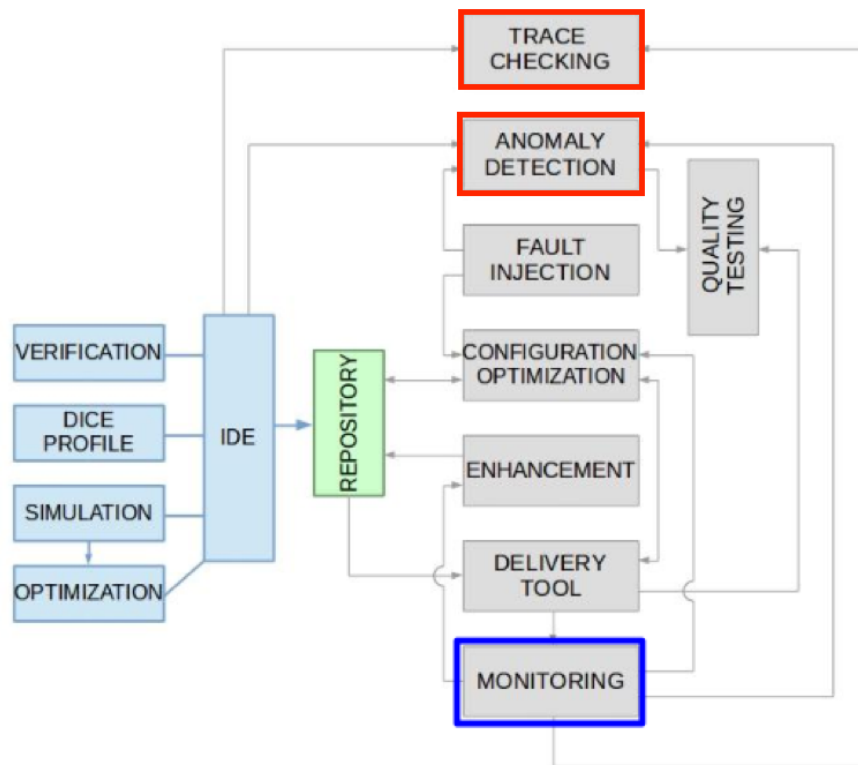 TRACE
CHECKING
ANOMALY
DETECTION
QUALITY
TESTING
FAULT
INJECTION
VERIFICATION
DICE
PROFILE
SIMULATION
OPTIMIZATION
IDE
REPOSITORY
CONFIGURATION
OPTIMIZATION
ENHANCEMENT
DELIVERY
TOOL
MONITORING